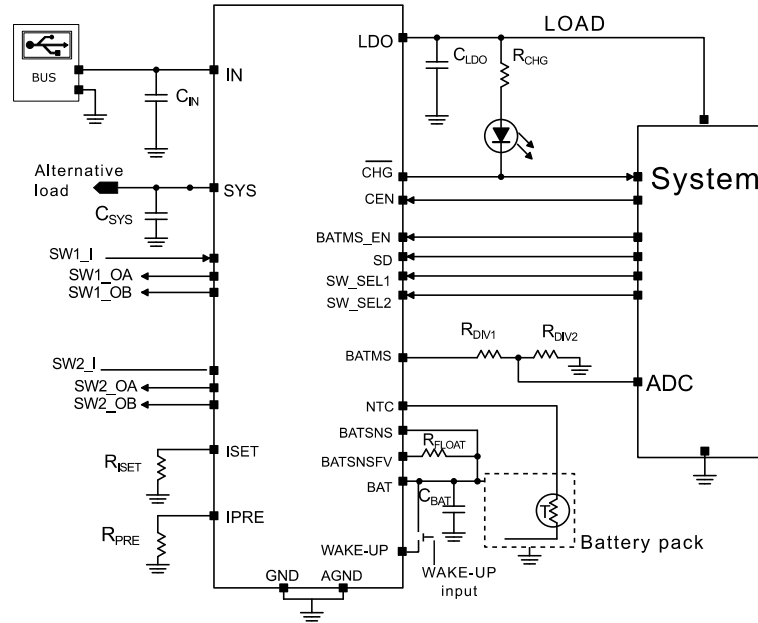 BUS
IN
C_IN
Alternative
load
SYS
C_SYS
SW1_I
SW1_OA
SW1_OB
SW2_I
SW2_OA
SW2_OB
R_ISET
ISET
R_PRE
IPRE
GND
AGND
LDO
LOAD
C_LDO
R_CHG
CHG
CEN
BATMS_EN
SD
SW_SEL1
SW_SEL2
System
R_DIV1
R_DIV2
BATMS
ADC
NTC
BATSNS
R_FLOAT
BATSNSFV
BAT
C_BAT
T
Battery pack
WAKE-UP
WAKE-UP
input